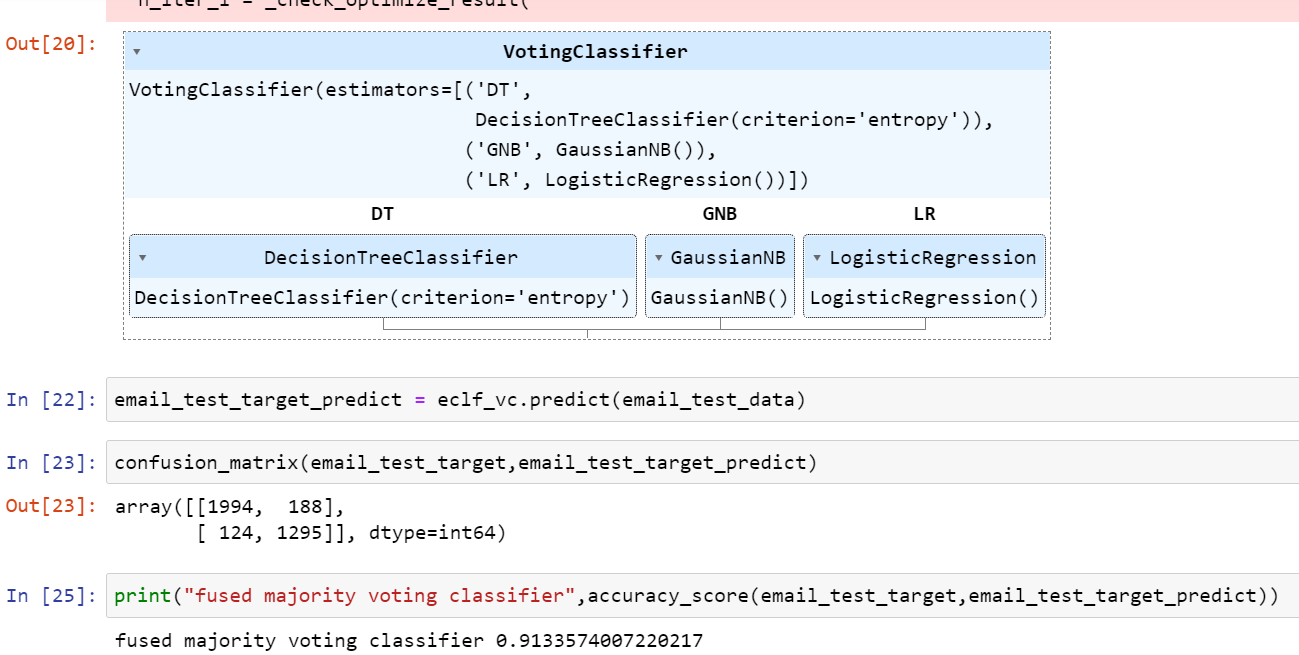 n_iter_i = _check_optimize_result(
Out[20]:
VotingClassifier
VotingClassifier(estimators=[('DT',
DecisionTreeClassifier(criterion='entropy')),
('GNB', GaussianNB()),
('LR', LogisticRegression())])
DT GNB LR
DecisionTreeClassifier GaussianNB LogisticRegression
DecisionTreeClassifier(criterion='entropy') GaussianNB() LogisticRegression()
In [22]: email_test_target_predict = eclf_vc.predict(email_test_data)
In [23]: confusion_matrix(email_test_target,email_test_target_predict)
Out[23]: array([[1994,  188],
[ 124, 1295]], dtype=int64)
In [25]: print("fused majority voting classifier",accuracy_score(email_test_target,email_test_target_predict))
fused majority voting classifier 0.9133574007220217